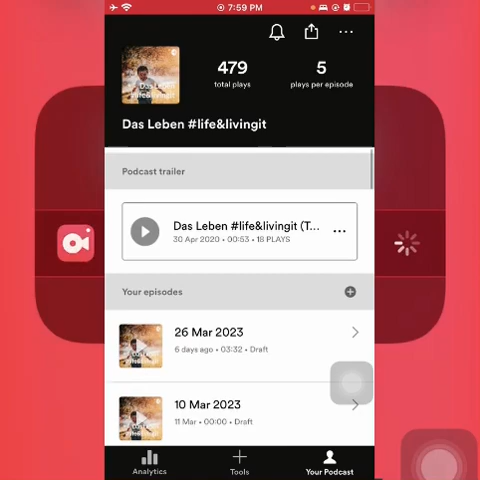 7:59 PM
479
total plays
5
plays per episode
Das Leben #life&livingit
Podcast trailer
Das Leben #life&livingit (T...
30 Apr 2020 • 00:53 • 18 PLAYS
Your episodes
26 Mar 2023
6 days ago • 03:32 • Draft
10 Mar 2023
11 Mar • 00:00 • Draft
Analytics
Tools
Your Podcast